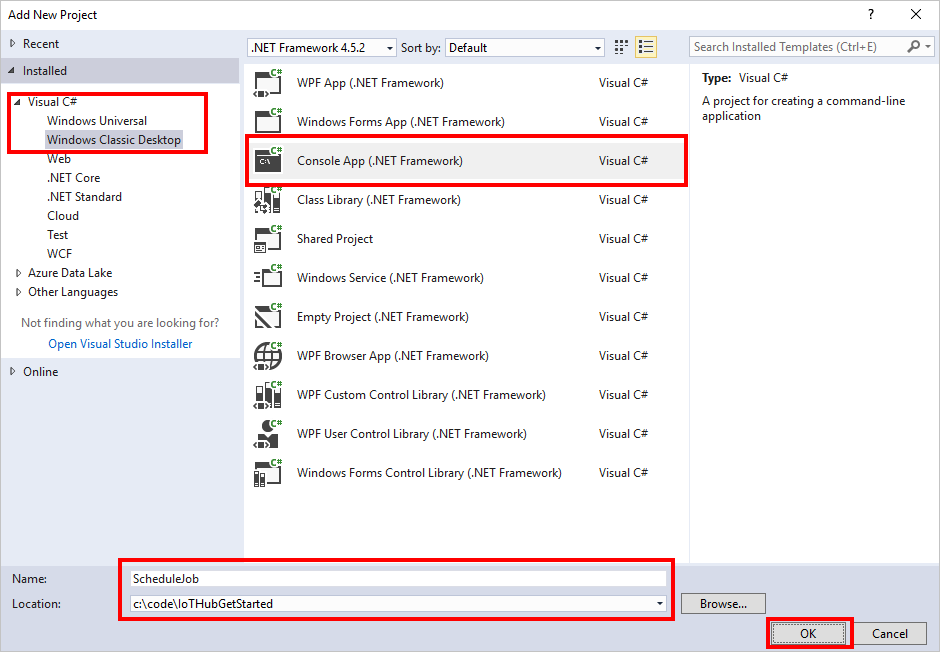 Add New Project
?
Recent
.NET Framework 4.5.2
Sort by:
Default
Search Installed Templates (Ctrl+E)
Installed
Visual C#
Windows Universal
Windows Classic Desktop
Web
.NET Core
.NET Standard
Cloud
Test
WCF
Azure Data Lake
Other Languages
Not finding what you are looking for?
Open Visual Studio Installer
Online
C# WPF App (.NET Framework) Visual C#
C# Windows Forms App (.NET Framework) Visual C#
C# C:\ Console App (.NET Framework) Visual C#
C# Class Library (.NET Framework) Visual C#
C# Shared Project Visual C#
C# Windows Service (.NET Framework) Visual C#
C# Empty Project (.NET Framework) Visual C#
C# WPF Browser App (.NET Framework) Visual C#
C# WPF Custom Control Library (.NET Framework) Visual C#
C# WPF User Control Library (.NET Framework) Visual C#
C# Windows Forms Control Library (.NET Framework) Visual C#
Type: Visual C#
A project for creating a command-line
application
Name: ScheduleJob
Location: c:\code\IoTHubGetStarted
Browse...
OK
Cancel